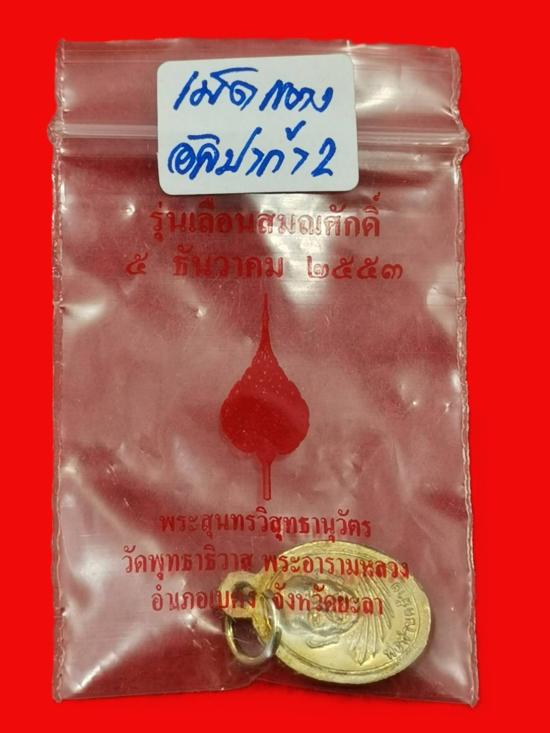 เม็ดแตง
อัลปาก้า 2
รุ่นเลื่อนสมณศักดิ์
๕ ธันวาคม ๒๕๕๓
พระสุนทรวิสุทธานุวัตร
วัดพุทธาธิวาส พระอารามหลวง
อำเภอเบตง จังหวัดยะลา